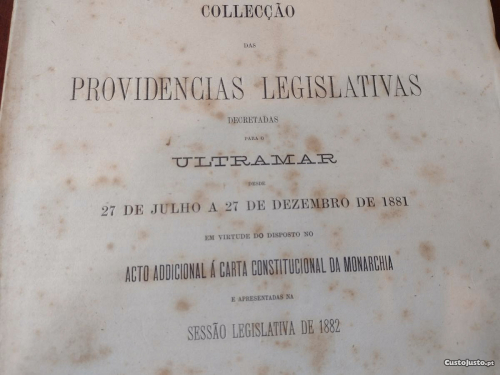 COLLECÇÃO
DAS
PROVIDENCIAS LEGISLATIVAS
DECRETADAS
PARA O
ULTRAMAR
DESDE
27 DE JULHO A 27 DE DEZEMBRO DE 1881
EM VIRTUDE DO DISPOSTO NO
ACTO ADDICIONAL Á CARTA CONSTITUCIONAL DA MONARCHIA
E APRESENTADAS NA
SESSÃO LEGISLATIVA DE 1882
CustoJusto.pt